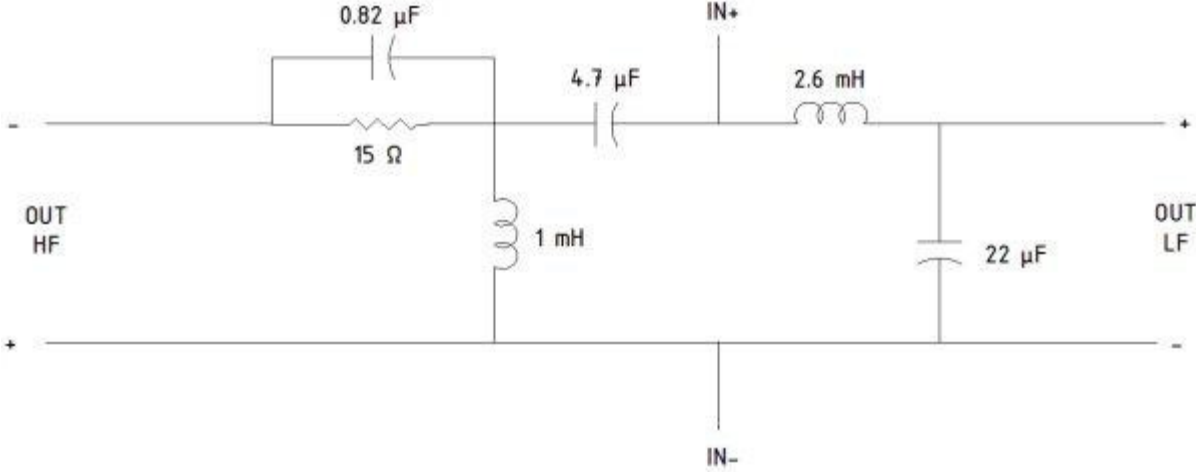 0.82 µF
IN+
4.7 µF
2.6 mH
-
+
15 Ω
OUT
HF
1 mH
OUT
LF
22 µF
+
-
IN-